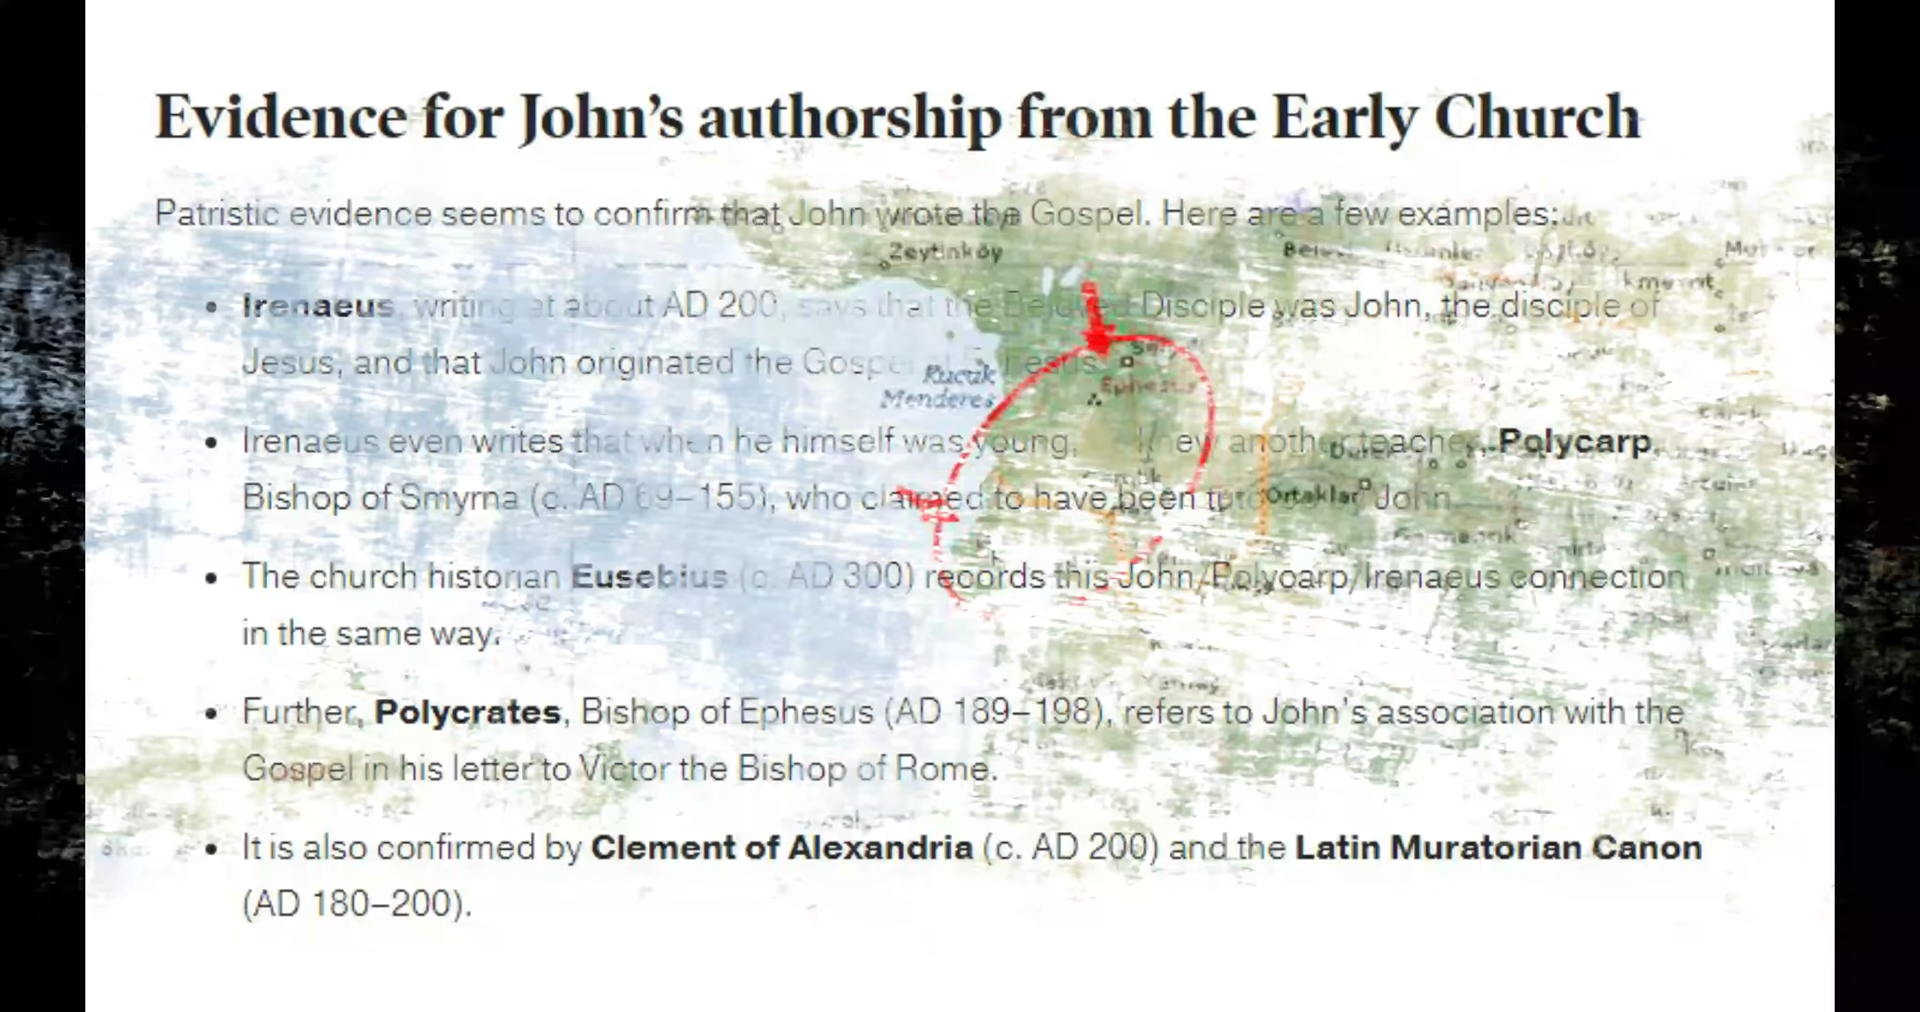 Evidence for John's authorship from the Early Church
Patristic evidence seems to confirm that John wrote the Gospel. Here are a few examples:
Zeytinköy
• Irenaeus, writing at about AD 200, says that the Beloved Disciple was John, the disciple of
Jesus, and that John originated the Gospel at Ephesus.
Kucuk
Menderes
Ephesus
• Irenaeus even writes that when he himself was young, knew another teacher, Polycarp,
Bishop of Smyrna (c. AD 69–155), who claimed to have been John.
Ortaklar
• The church historian Eusebius (c. AD 300) records this John/Polycarp/Irenaeus connection
in the same way.
• Further, Polycrates, Bishop of Ephesus (AD 189–198), refers to John's association with the
Gospel in his letter to Victor the Bishop of Rome.
• It is also confirmed by Clement of Alexandria (c. AD 200) and the Latin Muratorian Canon
(AD 180–200).